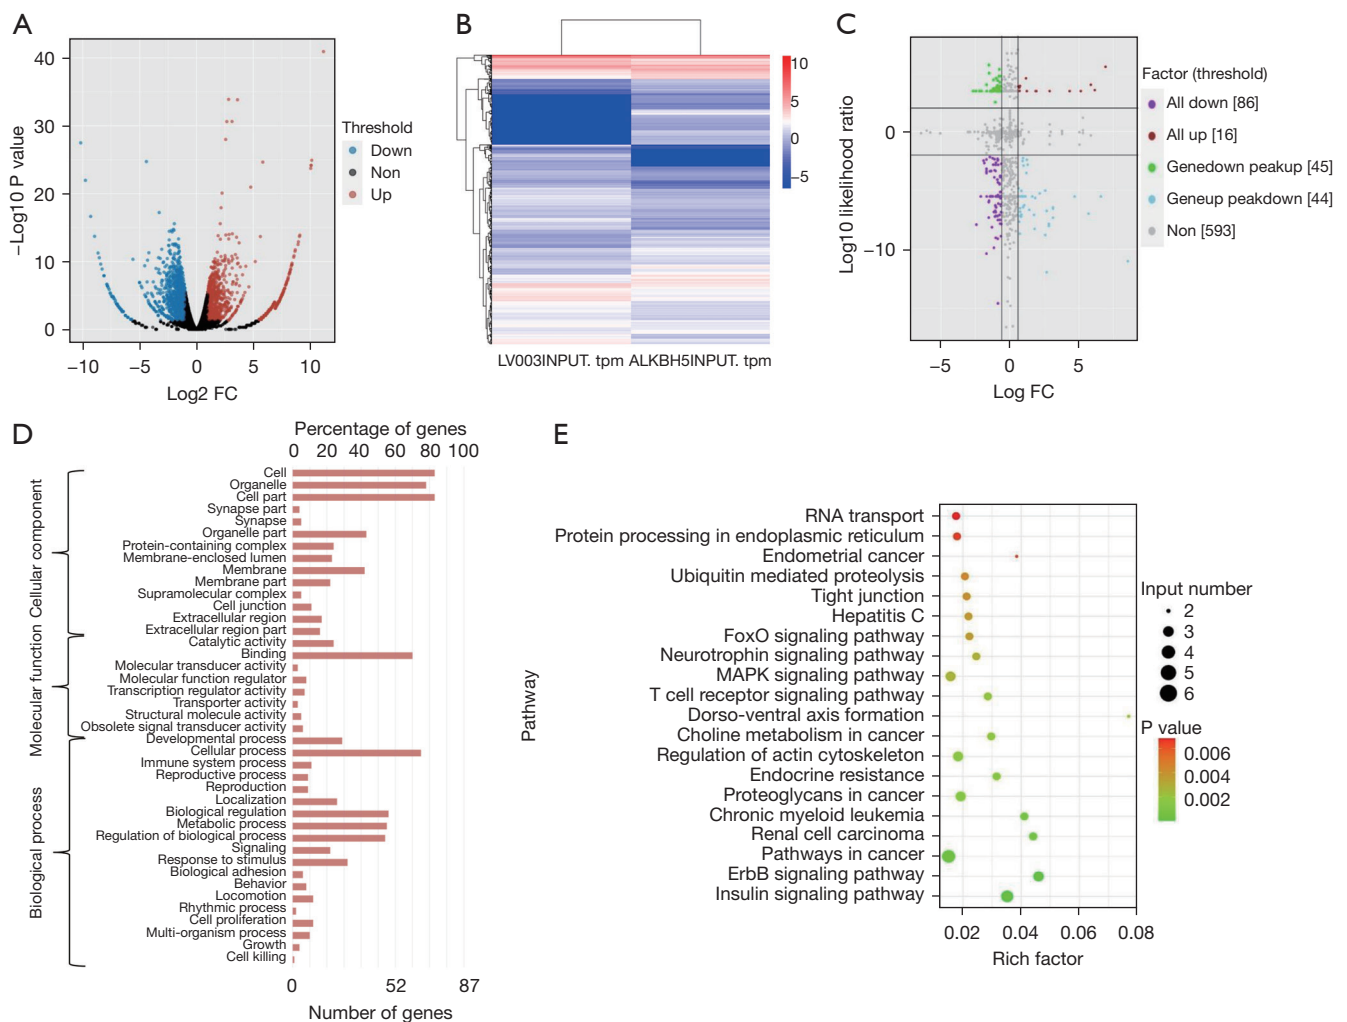 A
40
30
20
10
0
−Log10 P value
−10
−5
0
5
10
Log2 FC
Threshold
Down
Non
Up
B
10
5
0
−5
LV003INPUT. tpm ALKBH5INPUT. tpm
C
Log10 likelihood ratio
0
−10
−5
0
5
Log FC
Factor (threshold)
All down [86]
All up [16]
Genedown peakup [45]
Geneup peakdown [44]
Non [593]
D
Percentage of genes
0 20 40 60 80 100
Cellular component
Cell
Organelle
Cell part
Synapse part
Synapse
Organelle part
Protein-containing complex
Membrane-enclosed lumen
Membrane
Membrane part
Supramolecular complex
Cell junction
Extracellular region
Extracellular region part
Molecular function
Catalytic activity
Binding
Molecular transducer activity
Molecular function regulator
Transcription regulator activity
Transporter activity
Structural molecule activity
Obsolete signal transducer activity
Biological process
Developmental process
Cellular process
Immune system process
Reproductive process
Reproduction
Localization
Biological regulation
Metabolic process
Regulation of biological process
Signaling
Response to stimulus
Biological adhesion
Behavior
Locomotion
Rhythmic process
Cell proliferation
Multi-organism process
Growth
Cell killing
0 52 87
Number of genes
E
Pathway
RNA transport
Protein processing in endoplasmic reticulum
Endometrial cancer
Ubiquitin mediated proteolysis
Tight junction
Hepatitis C
FoxO signaling pathway
Neurotrophin signaling pathway
MAPK signaling pathway
T cell receptor signaling pathway
Dorso-ventral axis formation
Choline metabolism in cancer
Regulation of actin cytoskeleton
Endocrine resistance
Proteoglycans in cancer
Chronic myeloid leukemia
Renal cell carcinoma
Pathways in cancer
ErbB signaling pathway
Insulin signaling pathway
0.02 0.04 0.06 0.08
Rich factor
Input number
2
3
4
5
6
P value
0.006
0.004
0.002